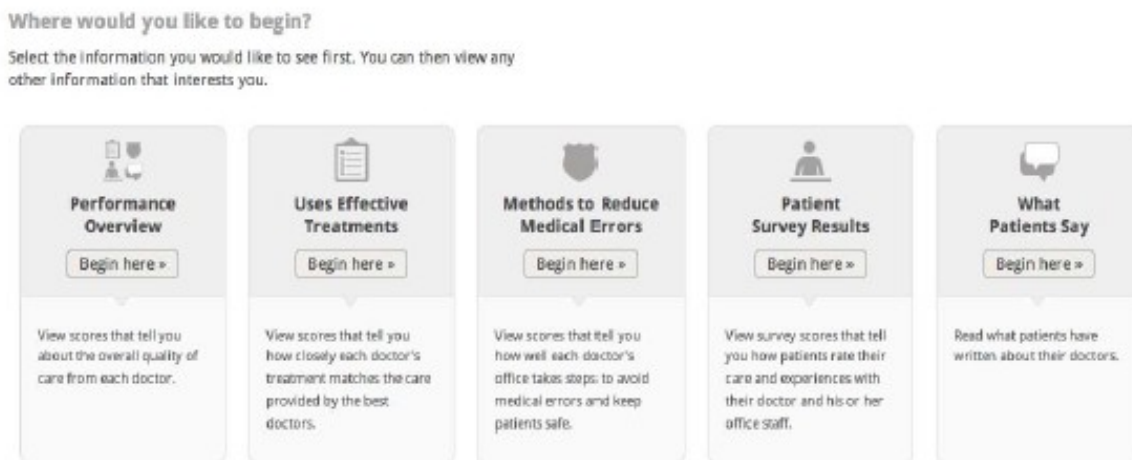 Where would you like to begin?
Select the information you would like to see first. You can then view any
other information that interests you.
Performance
Overview
Begin here »
View scores that tell you
about the overall quality of
care from each doctor.
Uses Effective
Treatments
Begin here »
View scores that tell you
how closely each doctor's
treatment matches the care
provided by the best
doctors.
Methods to Reduce
Medical Errors
Begin here »
View scores that tell you
how well each doctor's
office takes steps to avoid
medical errors and keep
patients safe.
Patient
Survey Results
Begin here »
View survey scores that tell
you how patients rate their
care and experiences with
their doctor and his or her
office staff.
What
Patients Say
Begin here »
Read what patients have
written about their doctors.